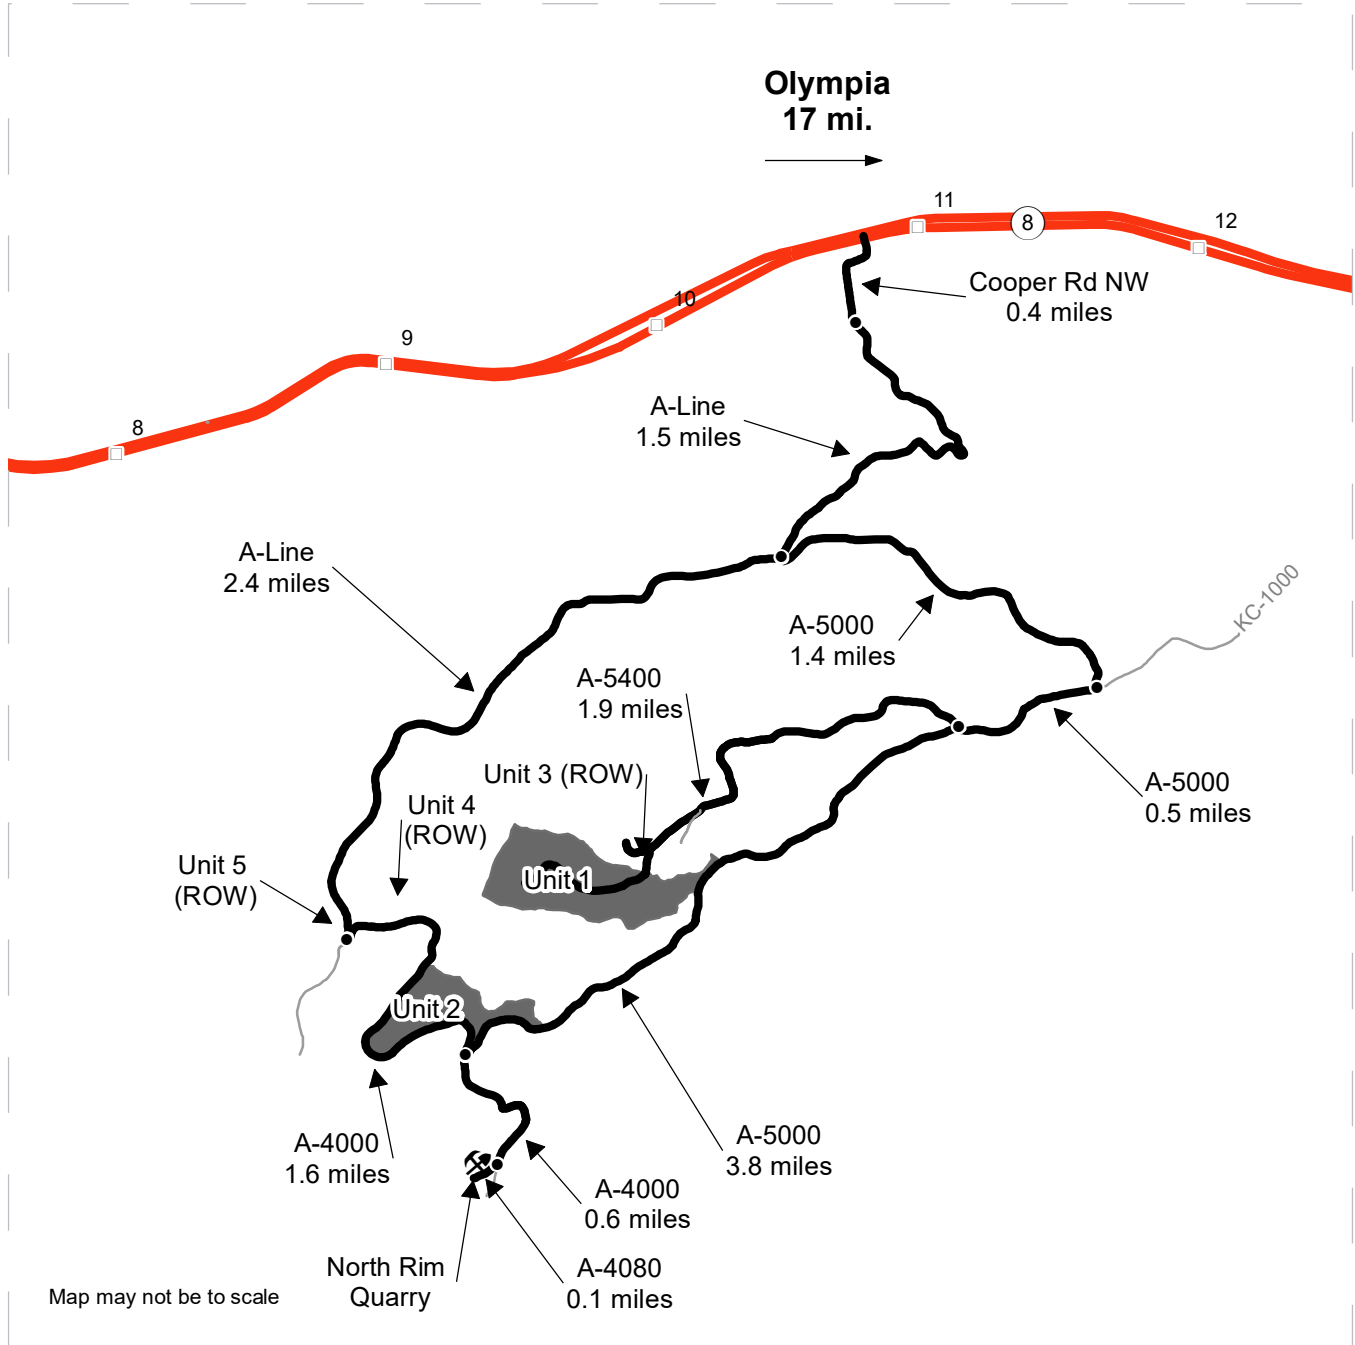 Olympia
17 mi.
11
8
12
Cooper Rd NW
0.4 miles
10
9
8
A-Line
1.5 miles
A-Line
2.4 miles
KC-1000
A-5000
1.4 miles
A-5400
1.9 miles
Unit 3 (ROW)
A-5000
0.5 miles
Unit 4
(ROW)
Unit 5
(ROW)
Unit 1
Unit 2
A-4000
1.6 miles
A-5000
3.8 miles
A-4000
0.6 miles
North Rim
Quarry
A-4080
0.1 miles
Map may not be to scale